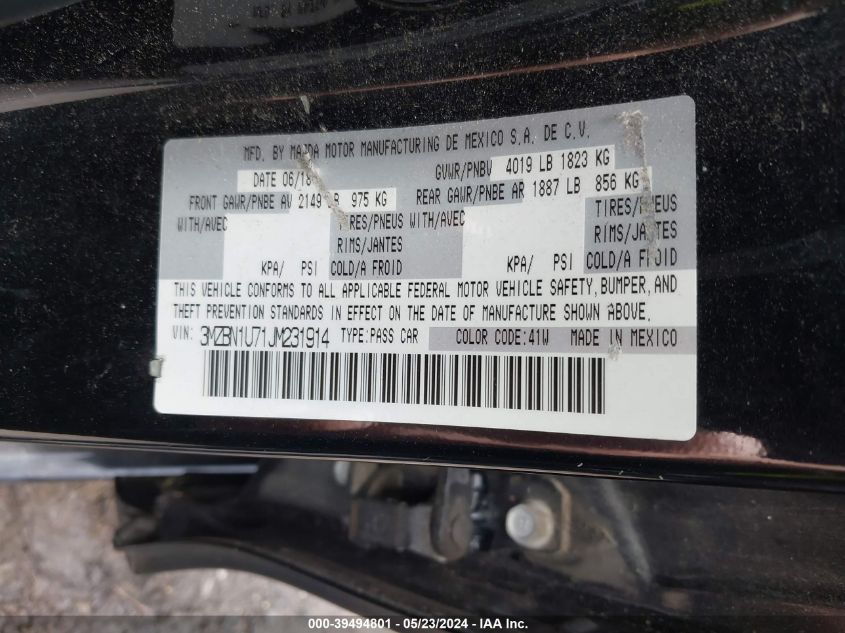 MFD. BY MAZDA MOTOR MANUFACTURING DE MEXICO S.A. DE C.V.
DATE 06/18 GVWR/PNBV 4019 LB 1823 KG
FRONT GAWR/PNBE AV 2149 LB 975 KG REAR GAWR/PNBE AR 1887 LB 856 KG
WITH/AVEC TIRES/PNEUS WITH/AVEC TIRES/PNEUS
RIMS/JANTES RIMS/JANTES
KPA/ PSI COLD/A FROID KPA/ PSI COLD/A FROID
THIS VEHICLE CONFORMS TO ALL APPLICABLE FEDERAL MOTOR VEHICLE SAFETY, BUMPER, AND
THEFT PREVENTION STANDARDS IN EFFECT ON THE DATE OF MANUFACTURE SHOWN ABOVE.
VIN: 3MZBN1U71JM231914 TYPE:PASS CAR COLOR CODE:41W MADE IN MEXICO
000-39494801 - 05/23/2024 - IAA Inc.